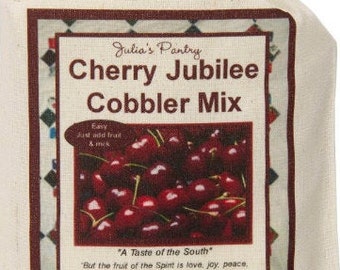 Julia's Pantry
Cherry Jubilee
Cobbler Mix
Easy
Just add fruit
& milk
"A Taste of the South"
"But the fruit of the Spirit is love, joy, peace,